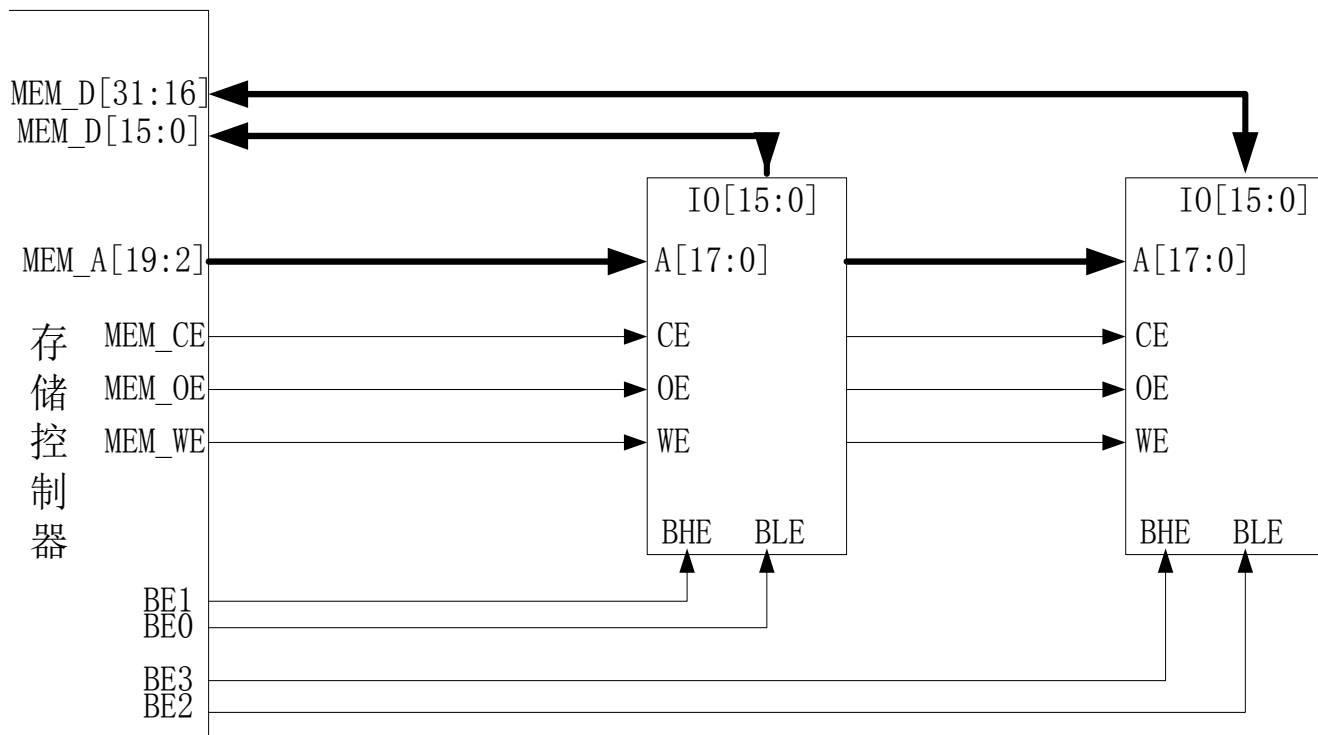 MEM_D[31:16]
MEM_D[15:0]
IO[15:0]
IO[15:0]
MEM_A[19:2]
A[17:0]
A[17:0]
存储控制器
MEM_CE
CE
CE
MEM_OE
OE
OE
MEM_WE
WE
WE
BHE BLE
BHE BLE
BE1
BE0
BE3
BE2